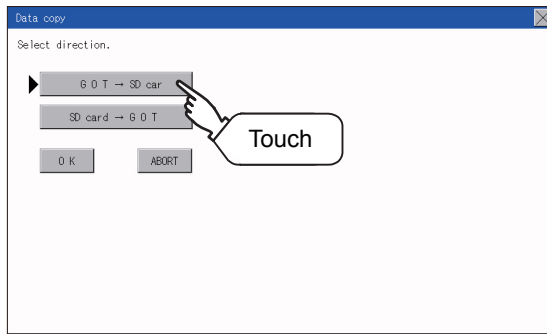 Data copy
Select direction.
G O T → SD car
SD card → G O T
Touch
O K
ABORT